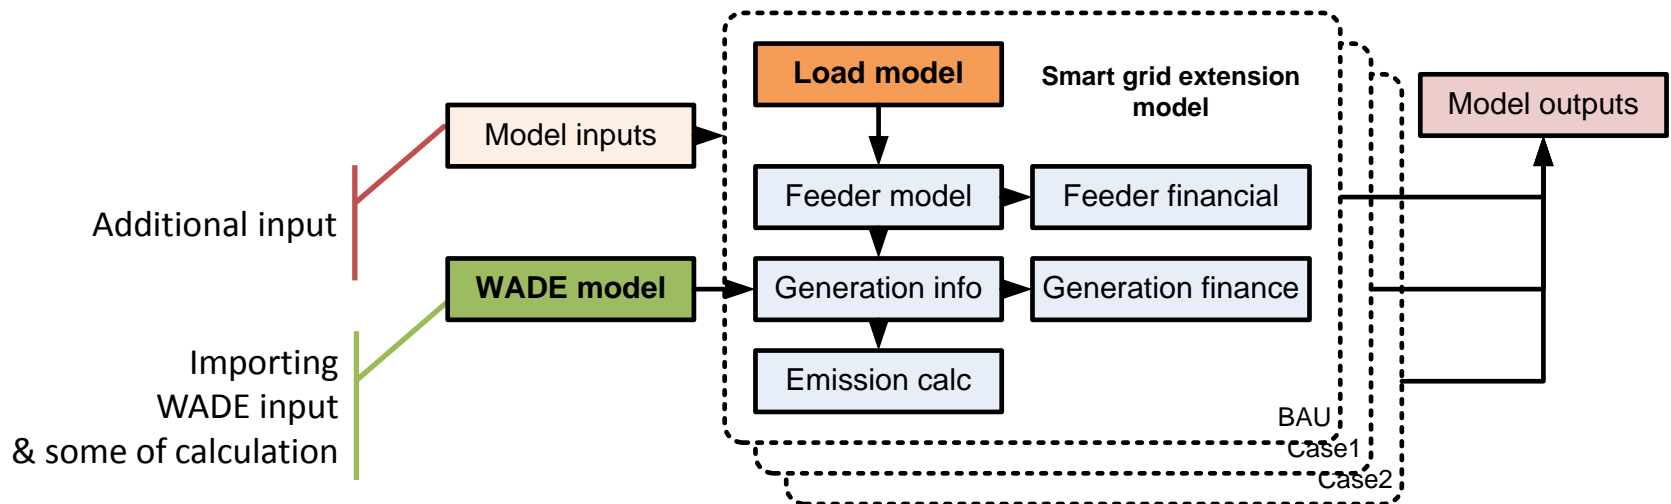 Load model
Smart grid extension
model
Model inputs
Model outputs
Feeder model
Feeder financial
Additional input
WADE model
Generation info
Generation finance
Importing
WADE input
& some of calculation
Emission calc
BAU
Case1
Case2